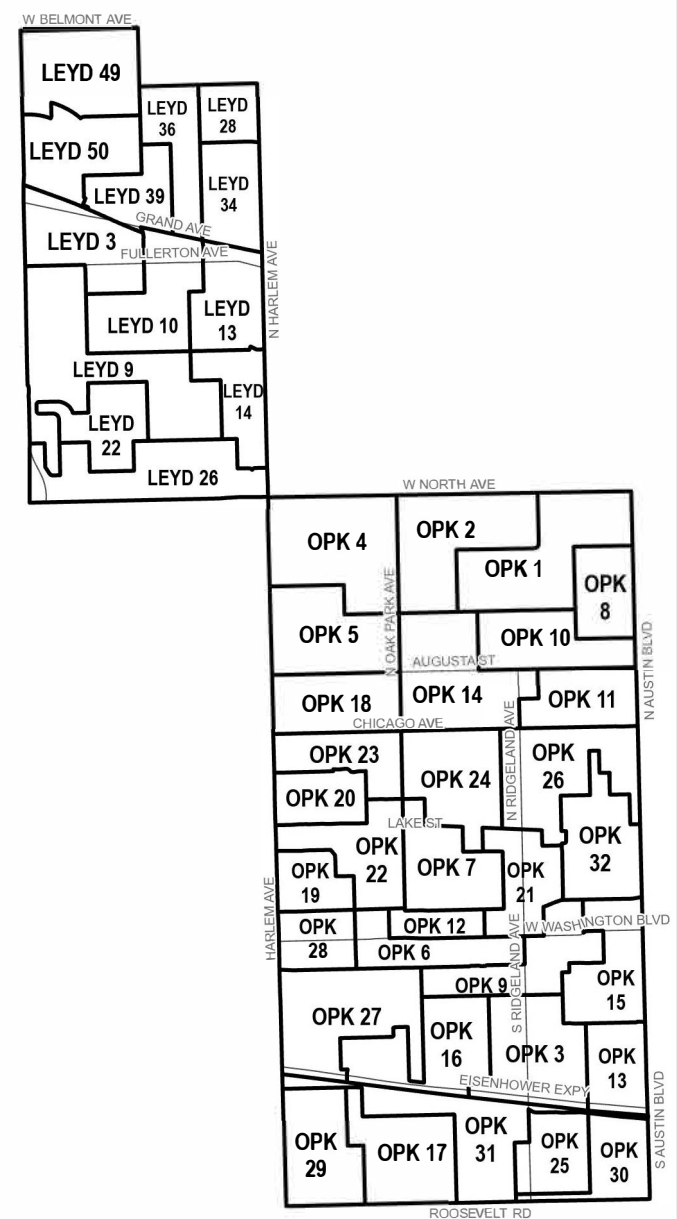 W BELMONT AVE
LEYD 49
LEYD
36
LEYD
28
LEYD 50
LEYD 39
LEYD
34
GRAND AVE
LEYD 3
FULLERTON AVE
N HARLEM AVE
LEYD 10
LEYD
13
LEYD 9
LEYD
14
LEYD
22
LEYD 26
W NORTH AVE
OPK 4
OPK 2
OPK 1
OPK
8
N OAK PARK AVE
OPK 5
OPK 10
N AUSTIN BLVD
AUGUSTA ST
OPK 18
OPK 14
OPK 11
CHICAGO AVE
N RIDGELAND AVE
OPK 23
OPK 24
OPK
26
OPK 20
LAKE ST
OPK
22
OPK 7
OPK
32
OPK
19
OPK
21
HARLEM AVE
OPK
28
OPK 12
W WASHINGTON BLVD
OPK 6
S RIDGELAND AVE
OPK 9
OPK
15
OPK 27
OPK
16
OPK 3
OPK
13
EISENHOWER EXPY
S AUSTIN BLVD
OPK
29
OPK 17
OPK
31
OPK
25
OPK
30
ROOSEVELT RD